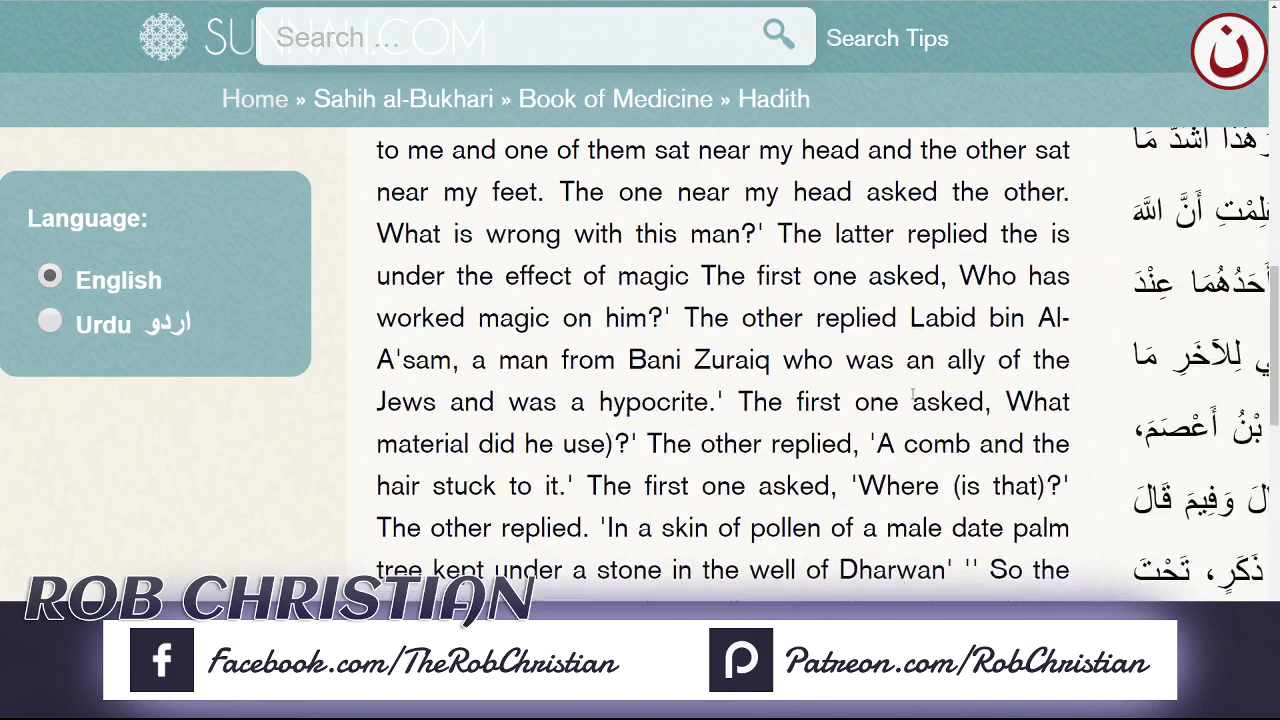 SUNNAH.COM
Search ...
Search Tips
ن
Home » Sahih al-Bukhari » Book of Medicine » Hadith
to me and one of them sat near my head and the other sat
near my feet. The one near my head asked the other.
What is wrong with this man?' The latter replied the is
under the effect of magic The first one asked, Who has
worked magic on him?' The other replied Labid bin Al-
A'sam, a man from Bani Zuraiq who was an ally of the
Jews and was a hypocrite.' The first one asked, What
material did he use)?' The other replied, 'A comb and the
hair stuck to it.' The first one asked, 'Where (is that)?'
The other replied. 'In a skin of pollen of a male date palm
tree kept under a stone in the well of Dharwan' '' So the
Language:
English
Urdu اردو
هَذَا أَشَدُّ مَا
أَنَّ اللَّهَ
أَحَدُهُمَا عِنْدَ
لِلآخَرِ مَا
بْنُ أَعْصَمَ،
وَفِيمَ قَالَ
ذَكَرٍ، تَحْتَ
ROB CHRISTIAN
Facebook.com/TheRobChristian
Patreon.com/RobChristian